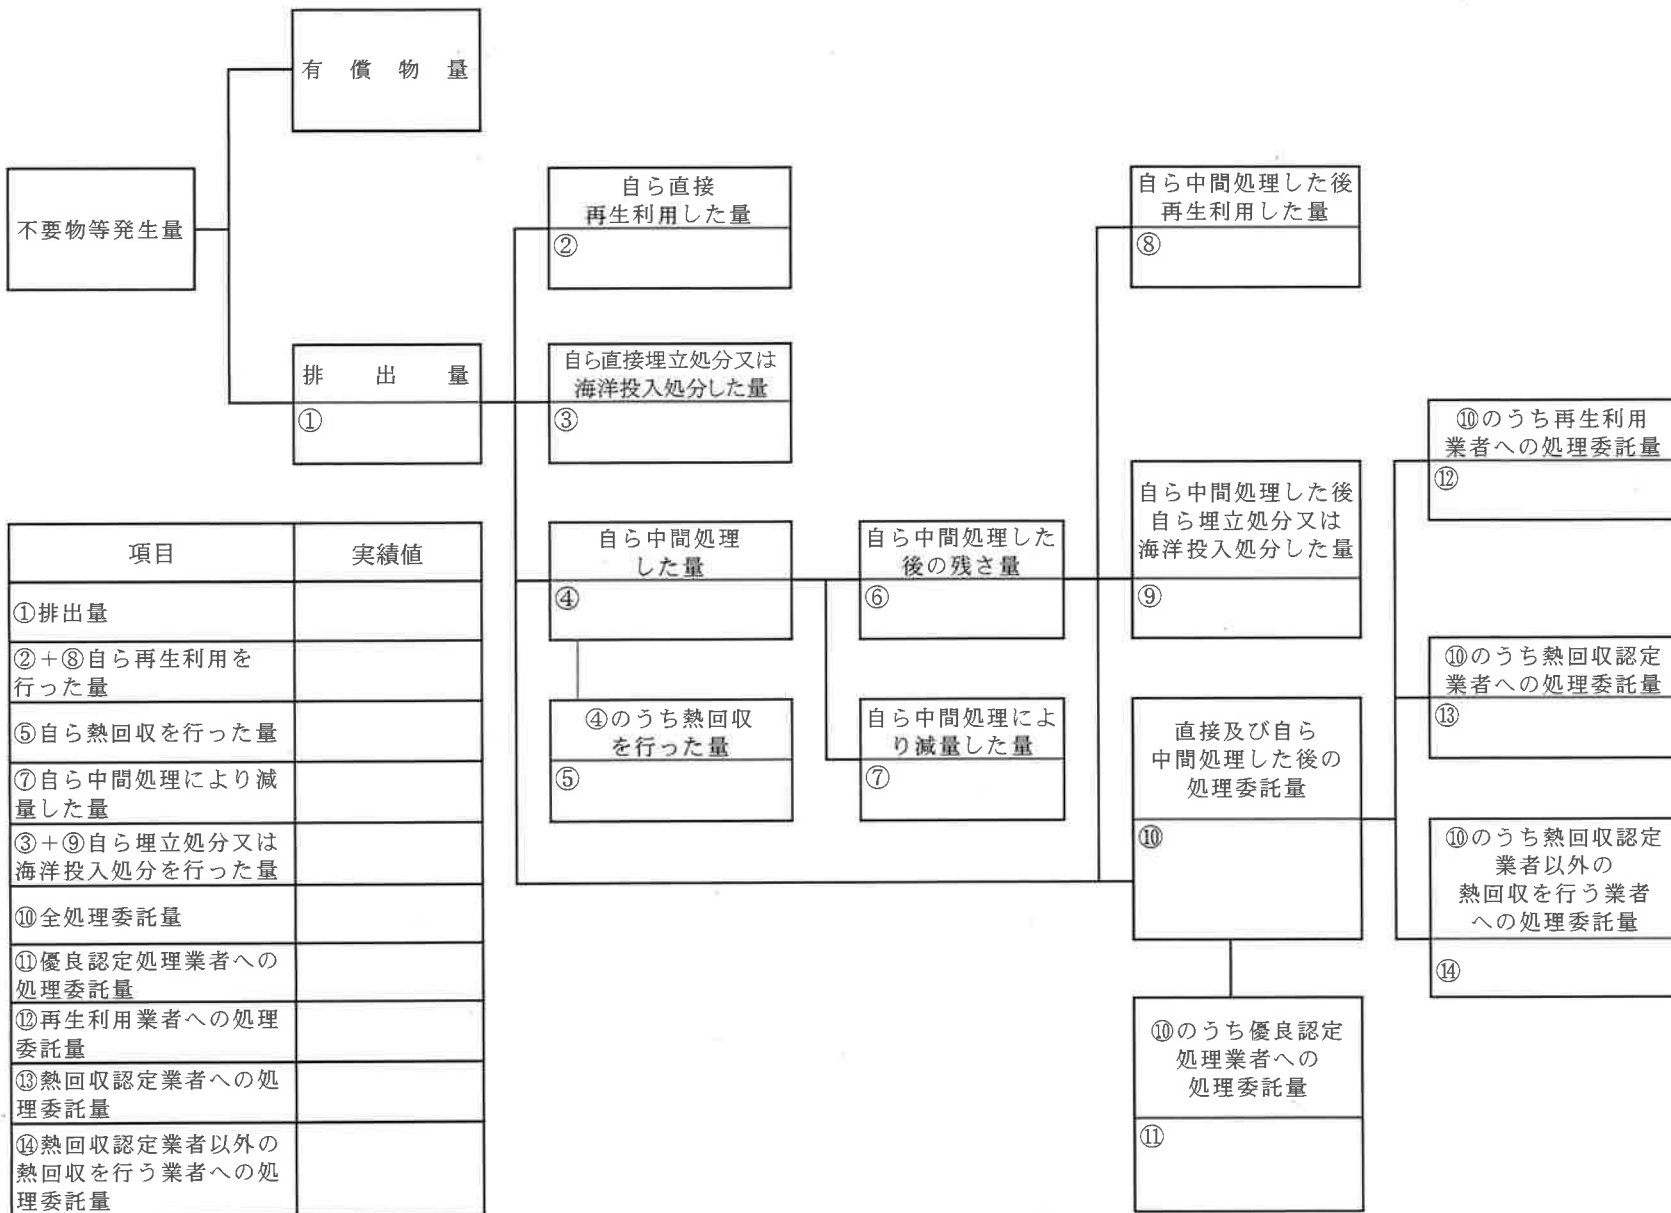 有償物量
不要物等発生量
排出量
①
自ら直接
再生利用した量
②
自ら直接埋立処分又は
海洋投入処分した量
③
自ら中間処理
した量
④
④のうち熱回収
を行った量
⑤
自ら中間処理した
後の残さ量
⑥
自ら中間処理によ
り減量した量
⑦
自ら中間処理した後
再生利用した量
⑧
自ら中間処理した後
自ら埋立処分又は
海洋投入処分した量
⑨
直接及び自ら
中間処理した後の
処理委託量
⑩
⑩のうち優良認定
処理業者への
処理委託量
⑪
⑩のうち再生利用
業者への処理委託量
⑫
⑩のうち熱回収認定
業者への処理委託量
⑬
⑩のうち熱回収認定
業者以外の
熱回収を行う業者
への処理委託量
⑭
項目 実績値
①排出量
②+⑧自ら再生利用を
行った量
⑤自ら熱回収を行った量
⑦自ら中間処理により減
量した量
③+⑨自ら埋立処分又は
海洋投入処分を行った量
⑩全処理委託量
⑪優良認定処理業者への
処理委託量
⑫再生利用業者への処理
委託量
⑬熱回収認定業者への処
理委託量
⑭熱回収認定業者以外の
熱回収を行う業者への処
理委託量